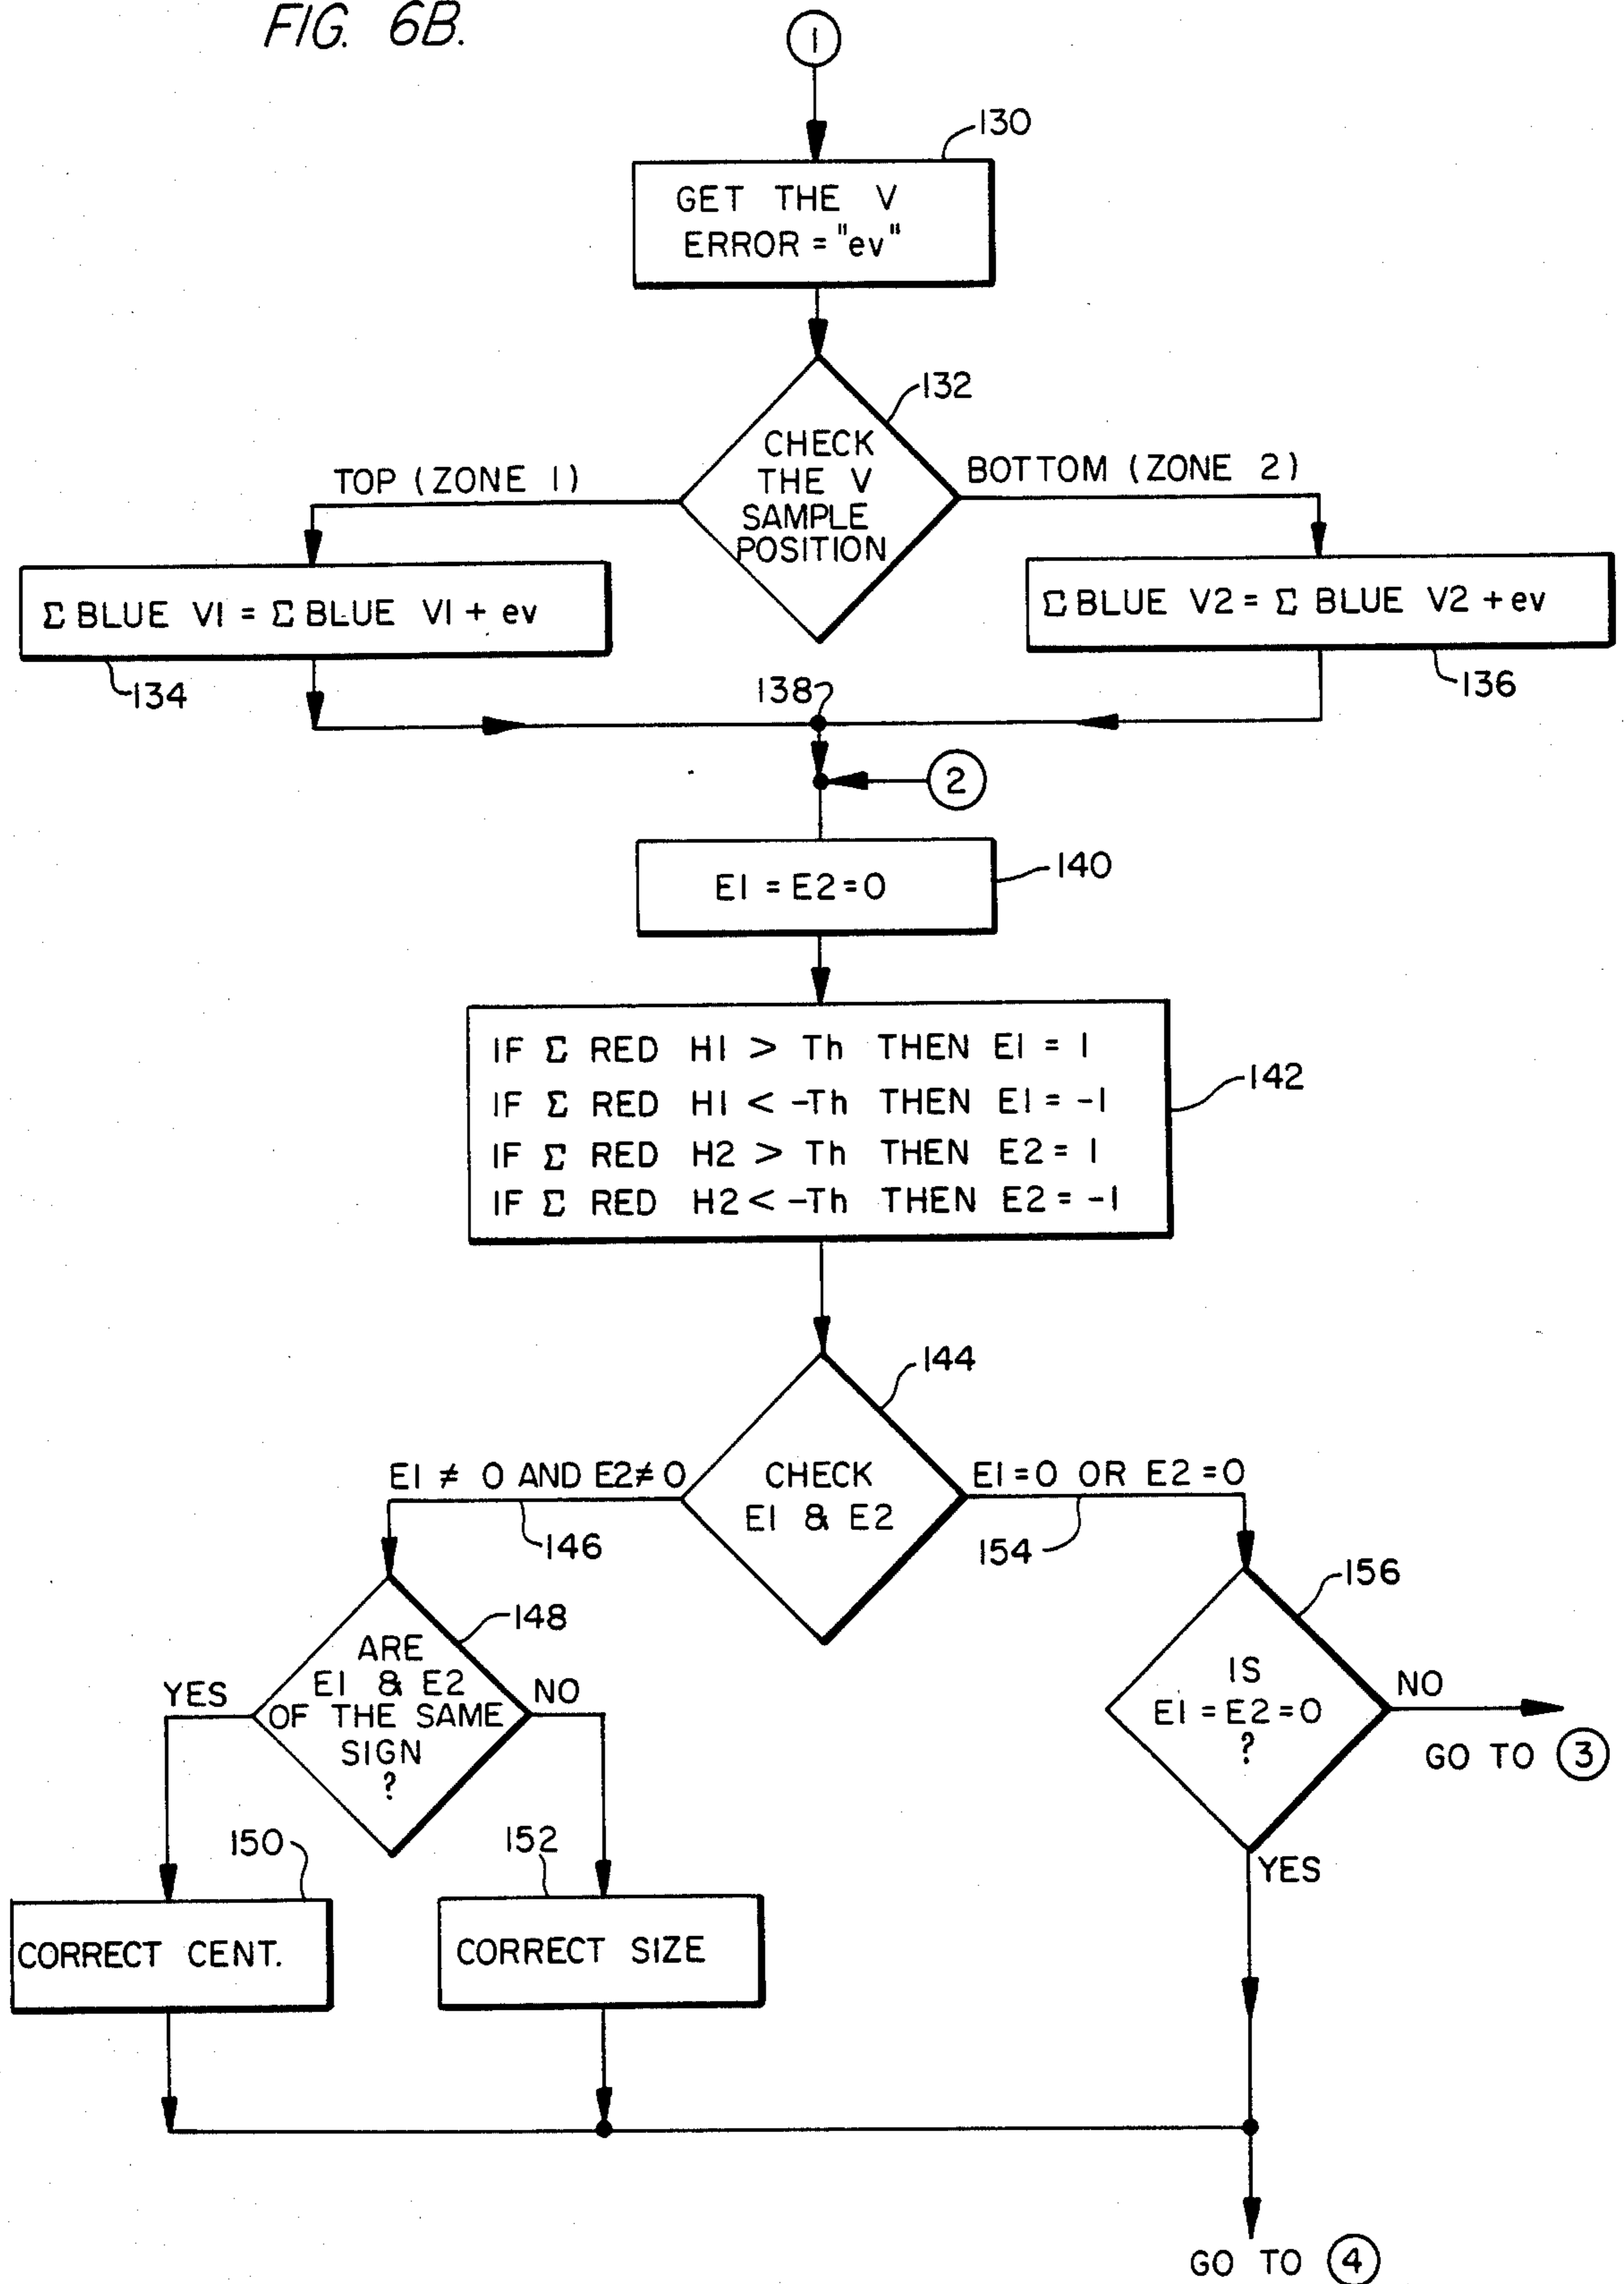 FIG. 6B.
1
130
GET THE V
ERROR = "ev"
132
CHECK
THE V
SAMPLE
POSITION
TOP (ZONE 1)
BOTTOM (ZONE 2)
Σ BLUE V1 = Σ BLUE V1 + ev
134
Σ BLUE V2 = Σ BLUE V2 + ev
136
138
2
E1 = E2 = 0
140
IF Σ RED H1 > Th THEN E1 = 1
IF Σ RED H1 < -Th THEN E1 = -1
IF Σ RED H2 > Th THEN E2 = 1
IF Σ RED H2 < -Th THEN E2 = -1
142
144
CHECK
E1 & E2
E1 ≠ 0 AND E2 ≠ 0
146
E1 = 0 OR E2 = 0
154
148
ARE
E1 & E2
OF THE SAME
SIGN
?
YES
NO
156
IS
E1 = E2 = 0
?
NO
GO TO 3
YES
150
CORRECT CENT.
152
CORRECT SIZE
GO TO 4